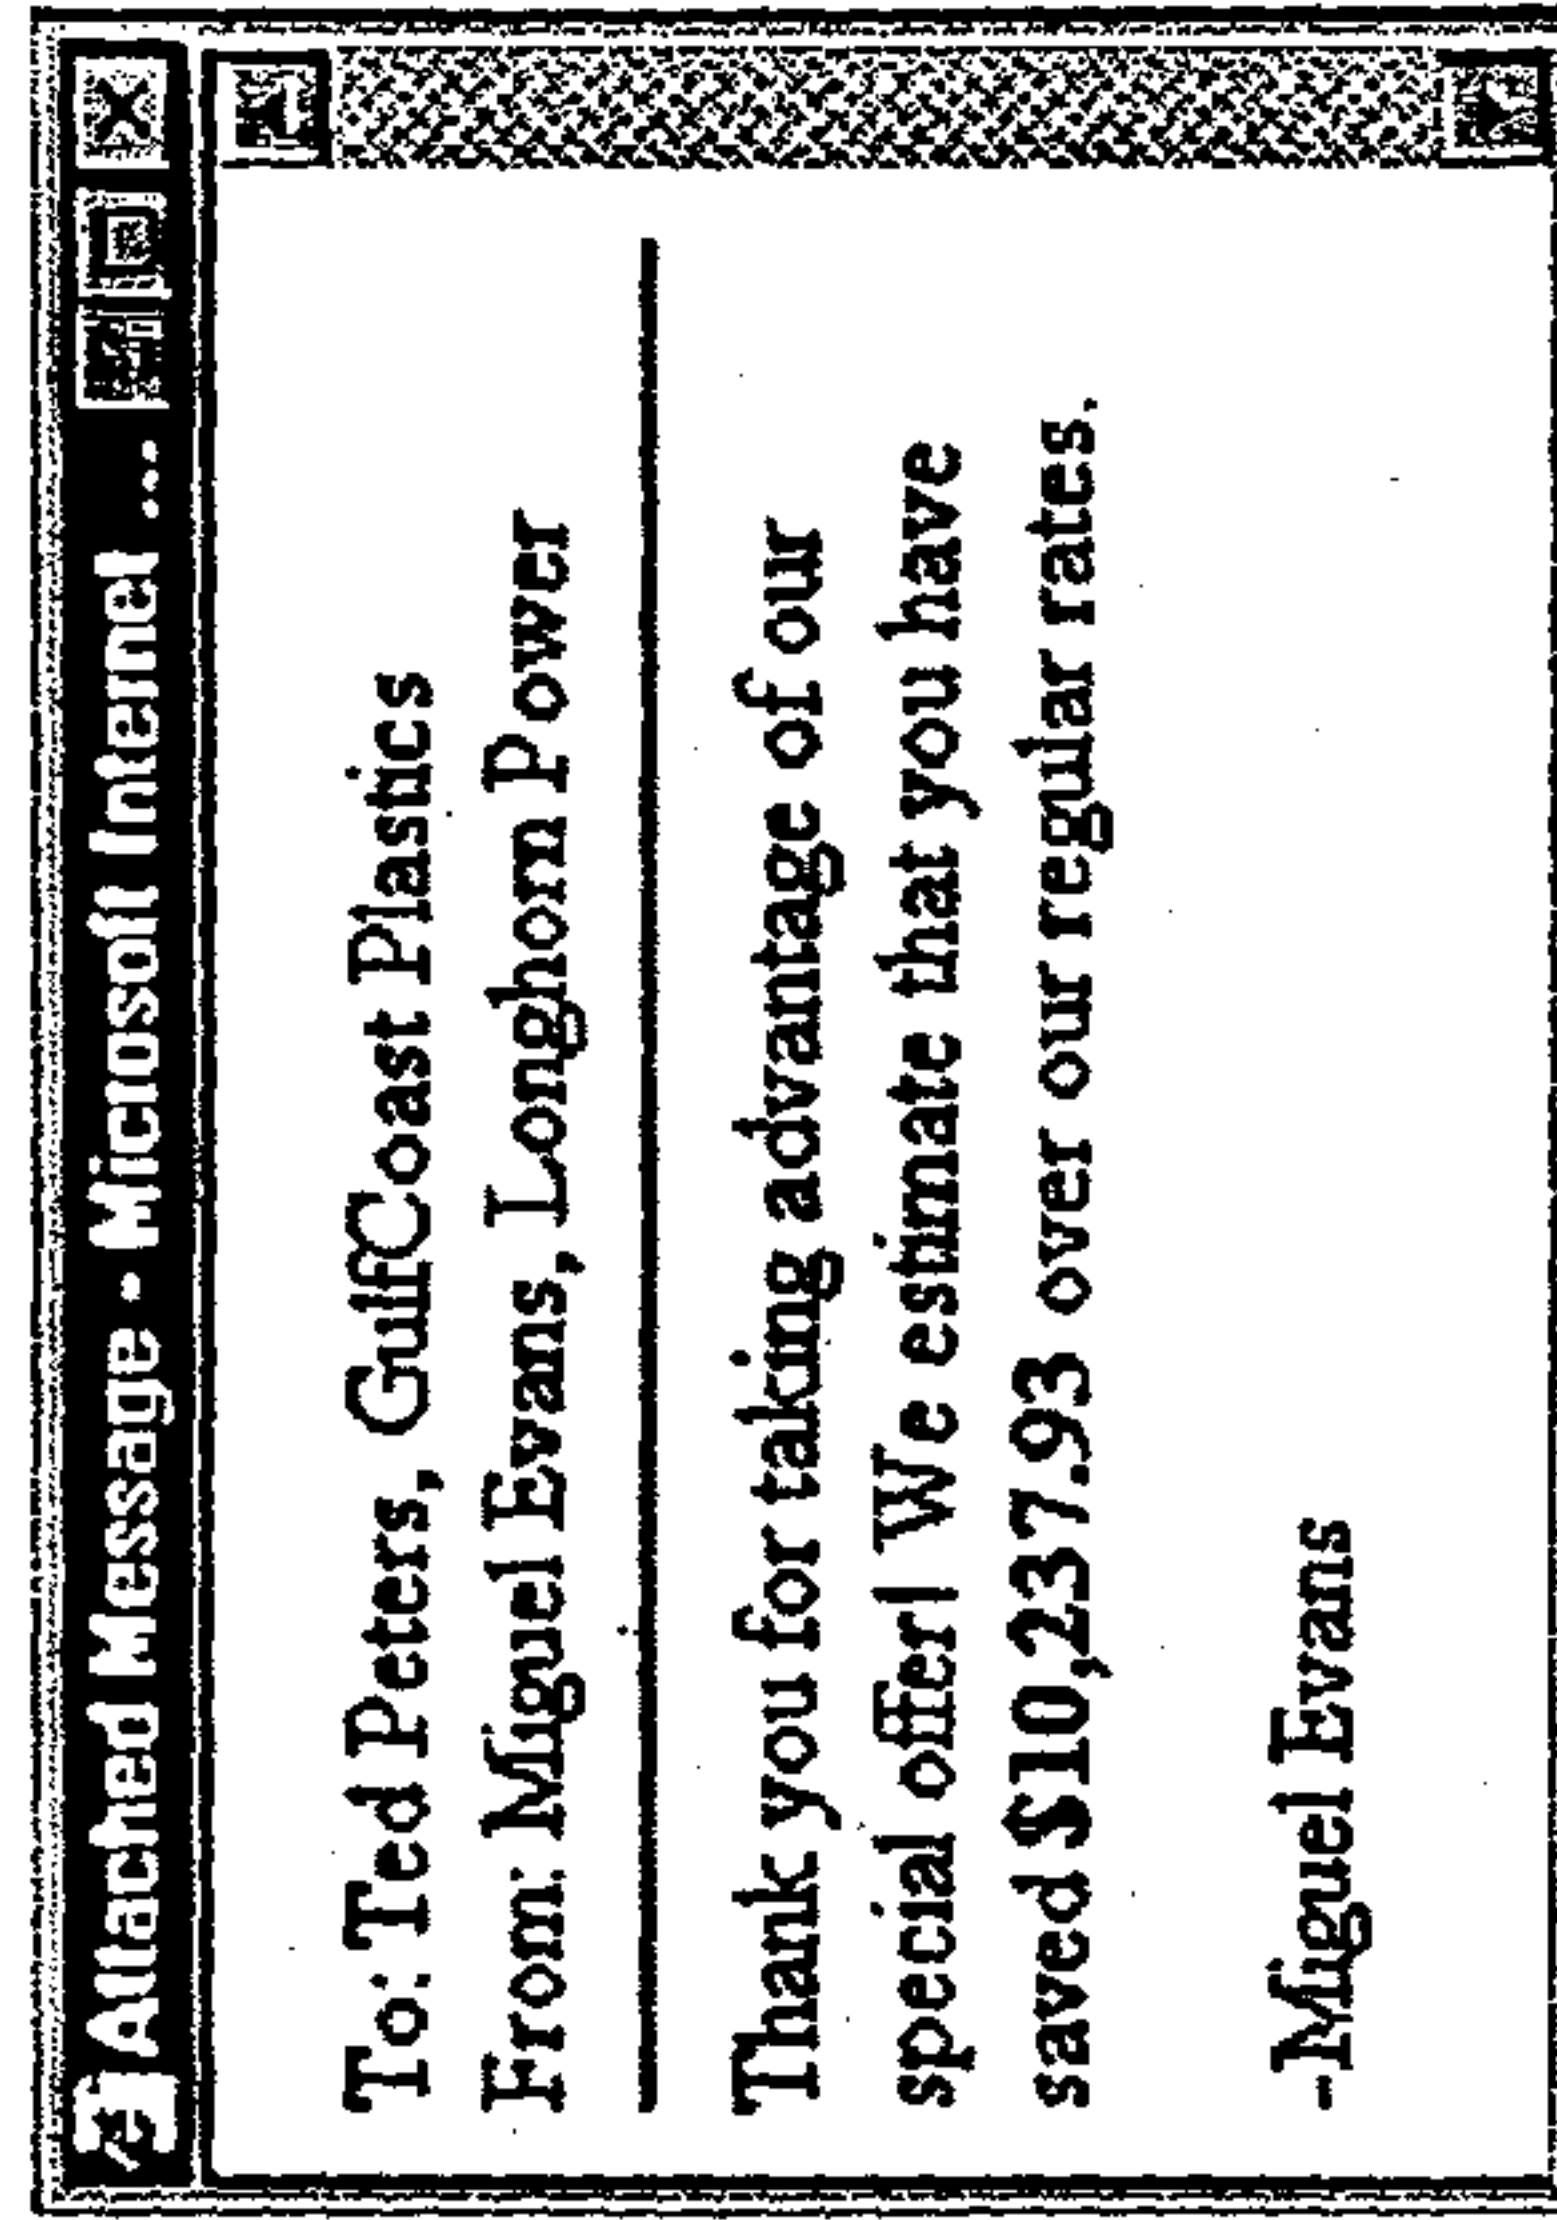 Attached Message - Microsoft Internet ...
To: Ted Peters, GulfCoast Plastics
From: Miguel Evans, Longhorn Power
Thank you for taking advantage of our
special offer! We estimate that you have
saved $10,237.93 over our regular rates.
-Miguel Evans